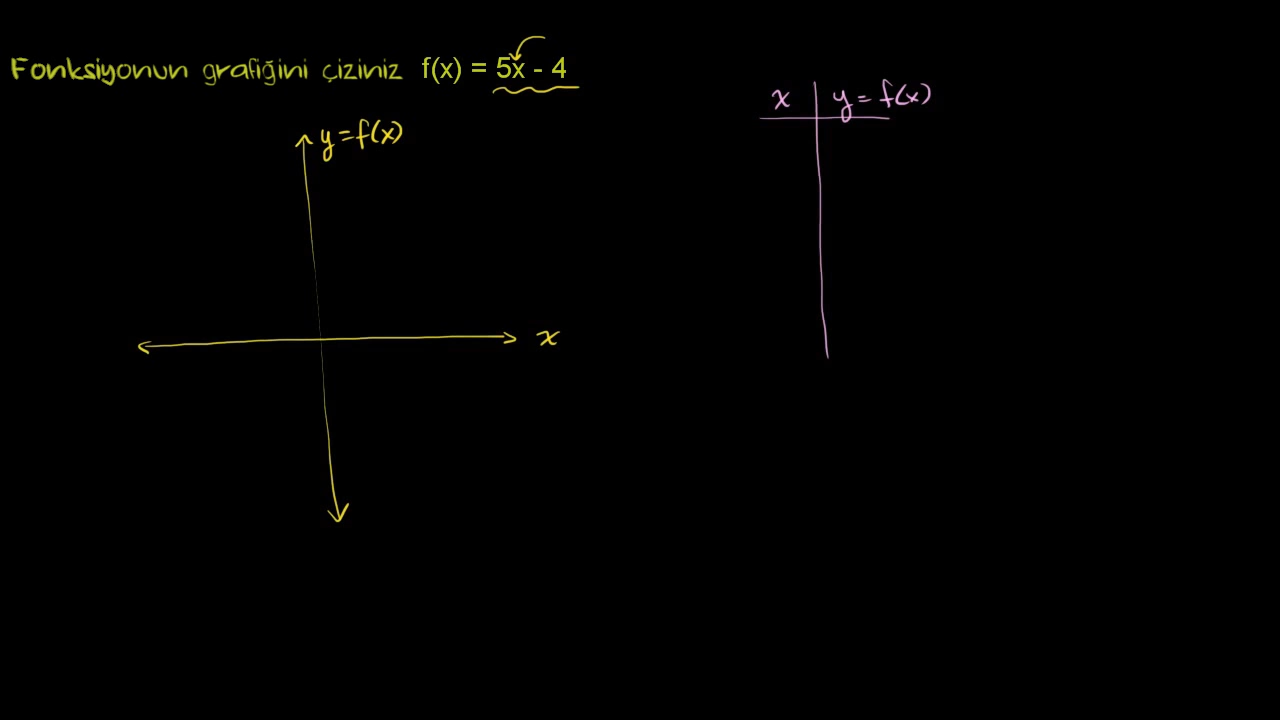 Fonksiyonun grafiğini çiziniz f(x) = 5x - 4
x y = f(x)
y = f(x)
x